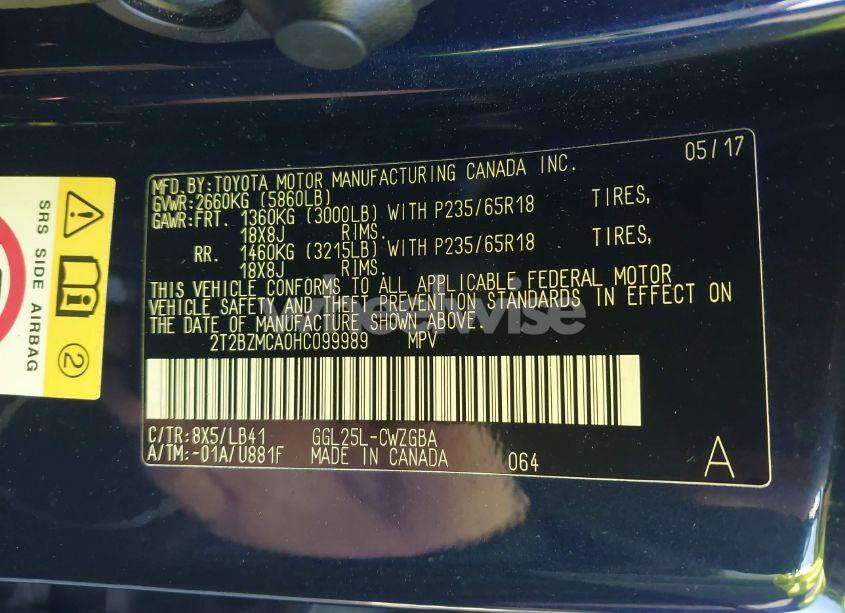 05/17
MFD.BY:TOYOTA MOTOR MANUFACTURING CANADA INC.
GVWR:2660KG (5860LB)
GAWR:FRT. 1360KG (3000LB) WITH P235/65R18 TIRES,
18X8J RIMS.
RR. 1460KG (3215LB) WITH P235/65R18 TIRES,
18X8J RIMS.
THIS VEHICLE CONFORMS TO ALL APPLICABLE FEDERAL MOTOR
VEHICLE SAFETY AND THEFT PREVENTION STANDARDS IN EFFECT ON
THE DATE OF MANUFACTURE SHOWN ABOVE.
2T2BZMCA0HC099989 MPV
C/TR:8X5/LB41 GGL25L-CWZGBA
A/TM:-01A/U881F MADE IN CANADA 064 A
SRS SIDE AIRBAG
2
wheelwise